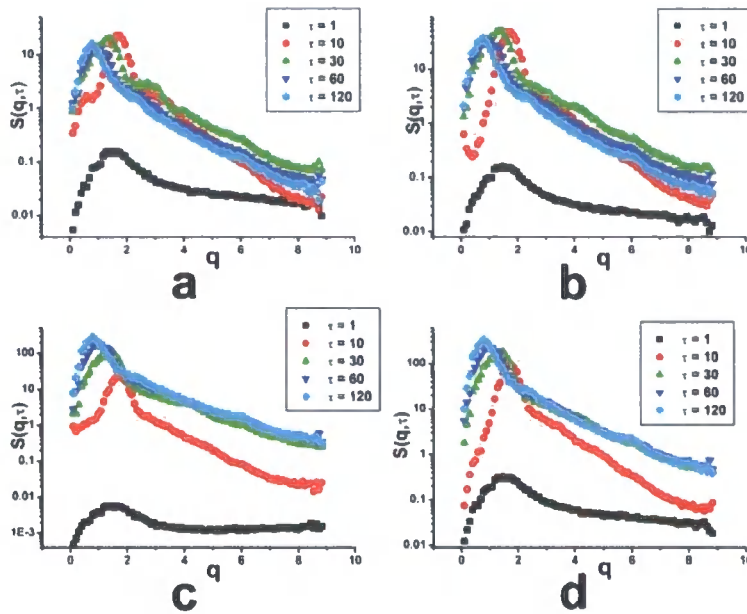 τ = 1
τ = 10
τ = 30
τ = 60
τ = 120
S(q,τ)
10
1
0.1
0.01
0 2 4 6 8 10
q
a
τ = 1
τ = 10
τ = 30
τ = 60
τ = 120
S(q,τ)
10
1
0.1
0.01
0 2 4 6 8 10
q
b
τ = 1
τ = 10
τ = 30
τ = 60
τ = 120
S(q,τ)
100
10
1
0.1
0.01
1E-3
0 2 4 6 8 10
q
c
τ = 1
τ = 10
τ = 30
τ = 60
τ = 120
S(q,τ)
100
10
1
0.1
0.01
0 2 4 6 8 10
q
d